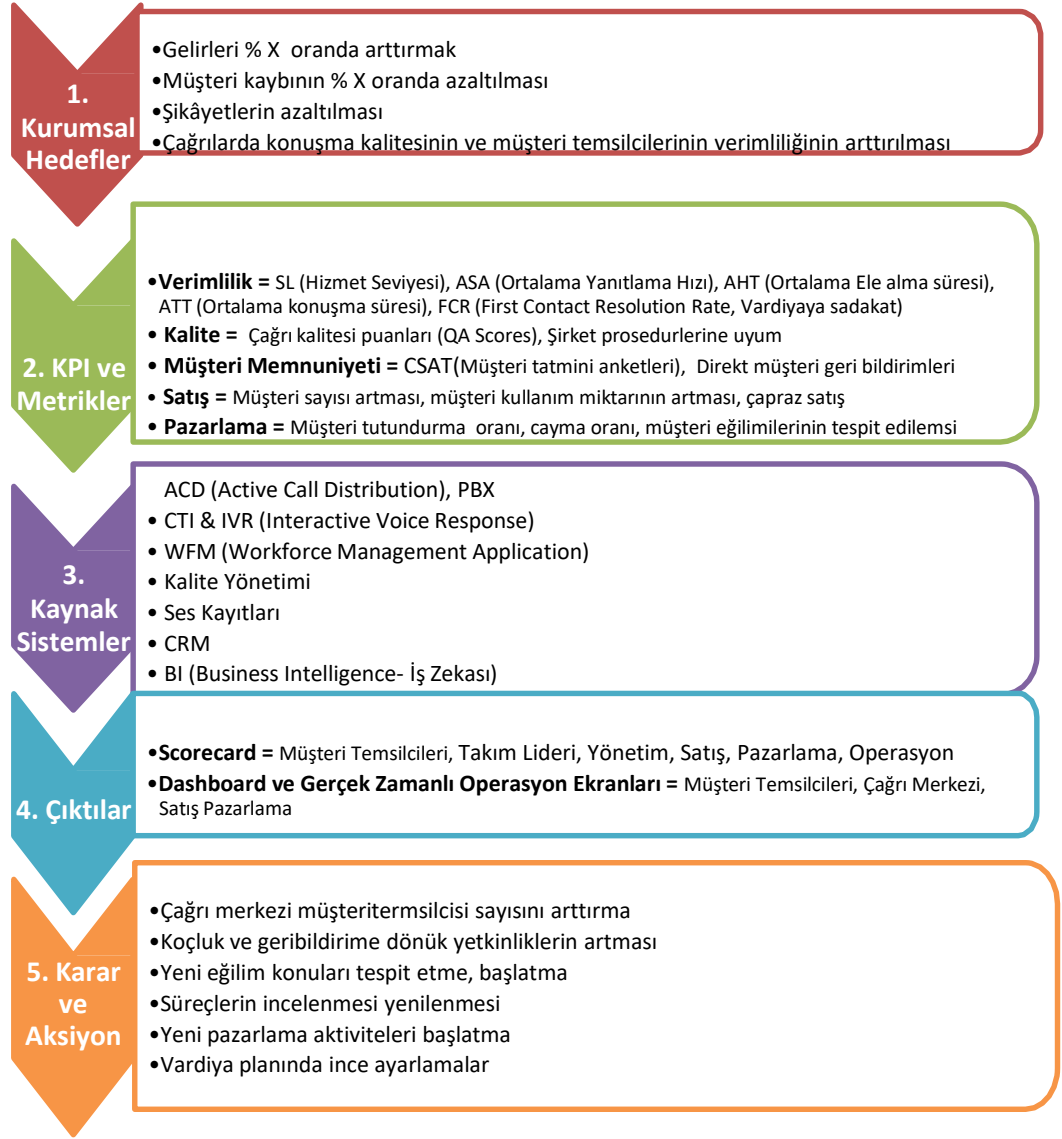 1.
Kurumsal
Hedefler
•Gelirleri % X  oranda arttırmak
•Müşteri kaybının % X oranda azaltılması
•Şikâyetlerin azaltılması
•Çağrılarda konuşma kalitesinin ve müşteri temsilcilerinin verimliliğinin arttırılması
2. KPI ve
Metrikler
•Verimlilik = SL (Hizmet Seviyesi), ASA (Ortalama Yanıtlama Hızı), AHT (Ortalama Ele alma süresi),
ATT (Ortalama konuşma süresi), FCR (First Contact Resolution Rate, Vardiyaya sadakat)
• Kalite =  Çağrı kalitesi puanları (QA Scores), Şirket prosedurlerine uyum
• Müşteri Memnuniyeti = CSAT(Müşteri tatmini anketleri),  Direkt müşteri geri bildirimleri
• Satış = Müşteri sayısı artması, müşteri kullanım miktarının artması, çapraz satış
• Pazarlama = Müşteri tutundurma  oranı, cayma oranı, müşteri eğilimilerinin tespit edilemsi
3.
Kaynak
Sistemler
ACD (Active Call Distribution), PBX
• CTI & IVR (Interactive Voice Response)
• WFM (Workforce Management Application)
• Kalite Yönetimi
• Ses Kayıtları
• CRM
• BI (Business Intelligence- İş Zekası)
4. Çıktılar
•Scorecard = Müşteri Temsilcileri, Takım Lideri, Yönetim, Satış, Pazarlama, Operasyon
•Dashboard ve Gerçek Zamanlı Operasyon Ekranları = Müşteri Temsilcileri, Çağrı Merkezi,
Satış Pazarlama
5. Karar
ve
Aksiyon
•Çağrı merkezi müşteritermsilcisi sayısını arttırma
•Koçluk ve geribildirime dönük yetkinliklerin artması
•Yeni eğilim konuları tespit etme, başlatma
•Süreçlerin incelenmesi yenilenmesi
•Yeni pazarlama aktiviteleri başlatma
•Vardiya planında ince ayarlamalar